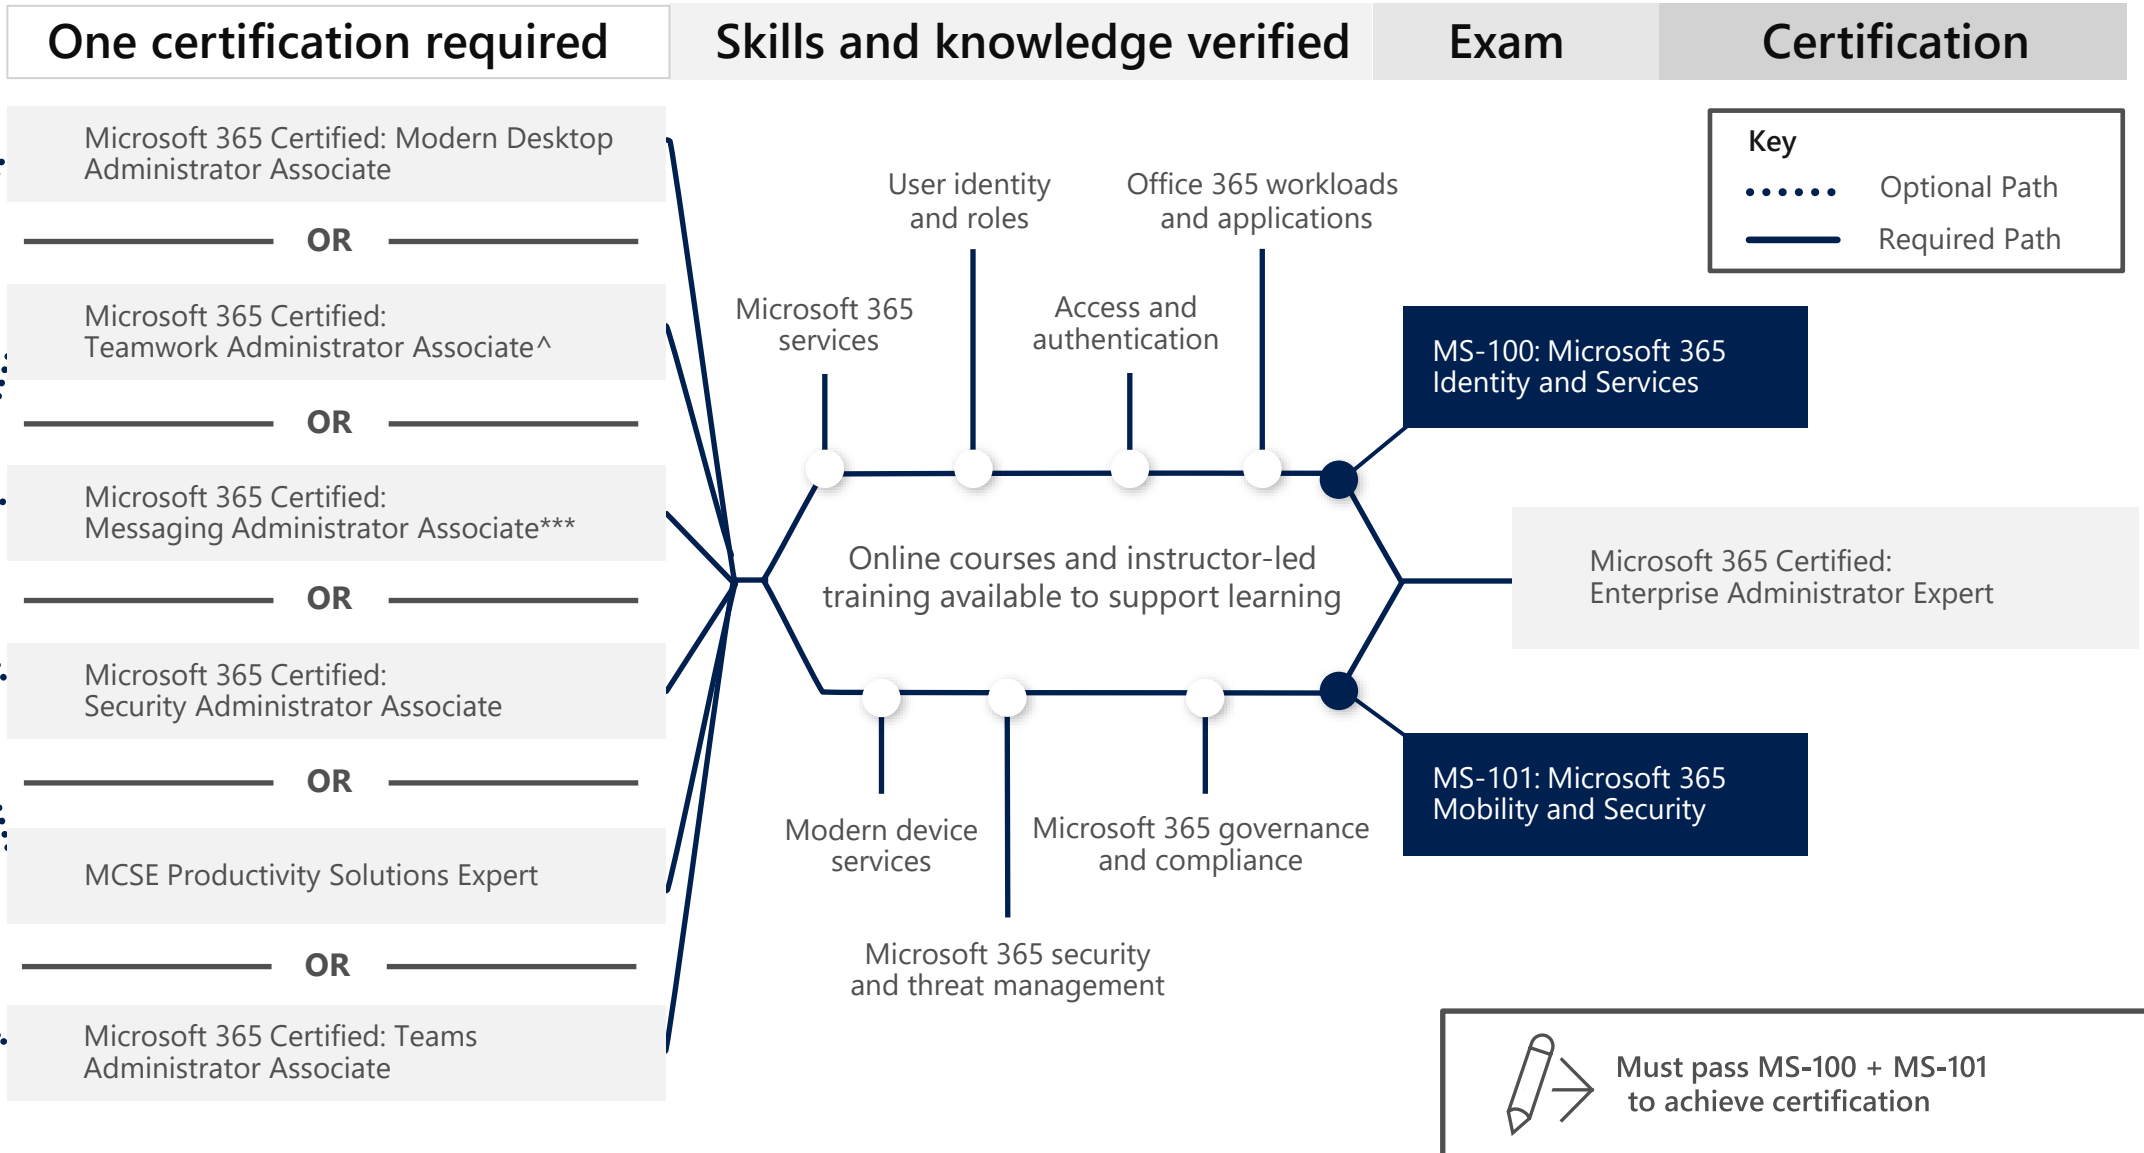 One certification required
Skills and knowledge verified
Exam
Certification
Microsoft 365 Certified: Modern Desktop
Administrator Associate
OR
Microsoft 365 Certified:
Teamwork Administrator Associate^
OR
Microsoft 365 Certified:
Messaging Administrator Associate***
OR
Microsoft 365 Certified:
Security Administrator Associate
OR
MCSE Productivity Solutions Expert
OR
Microsoft 365 Certified: Teams
Administrator Associate
Microsoft 365
services
User identity
and roles
Access and
authentication
Office 365 workloads
and applications
Online courses and instructor-led
training available to support learning
Modern device
services
Microsoft 365 security
and threat management
Microsoft 365 governance
and compliance
Key
Optional Path
Required Path
MS-100: Microsoft 365
Identity and Services
Microsoft 365 Certified:
Enterprise Administrator Expert
MS-101: Microsoft 365
Mobility and Security
Must pass MS-100 + MS-101
to achieve certification